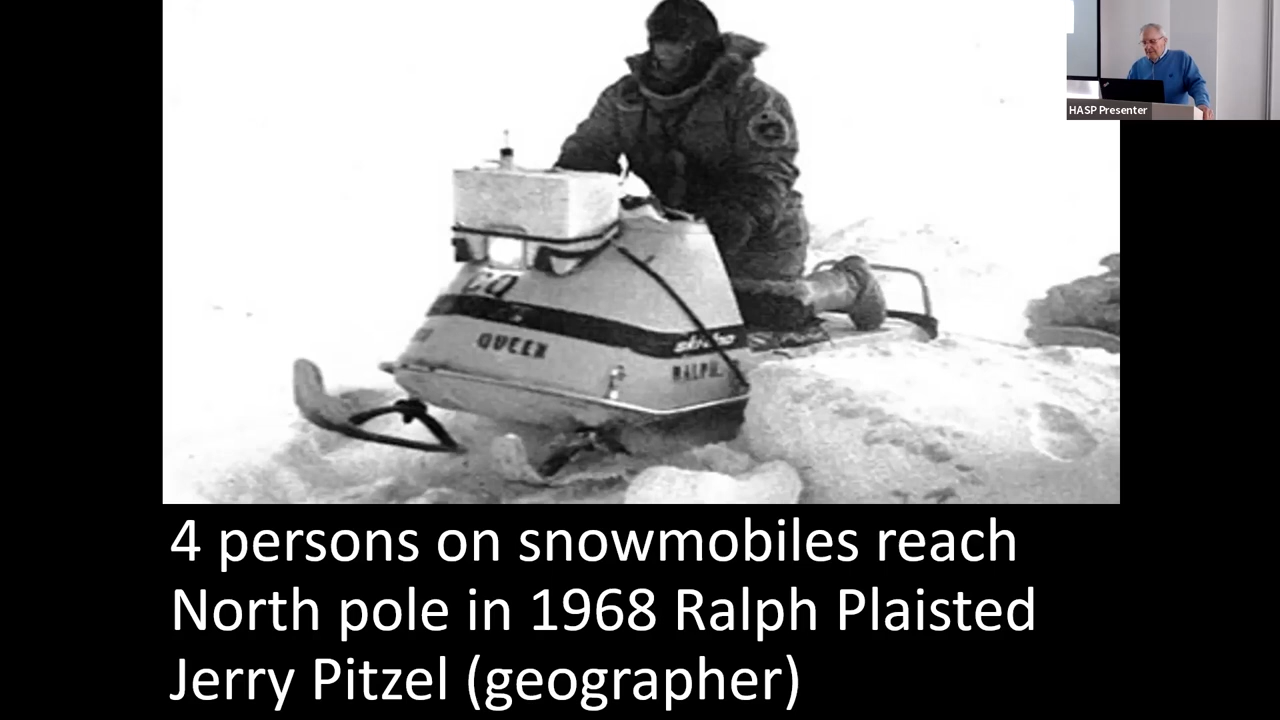 HASP Presenter
QUEEN
RALPH
4 persons on snowmobiles reach
North pole in 1968 Ralph Plaisted
Jerry Pitzel (geographer)